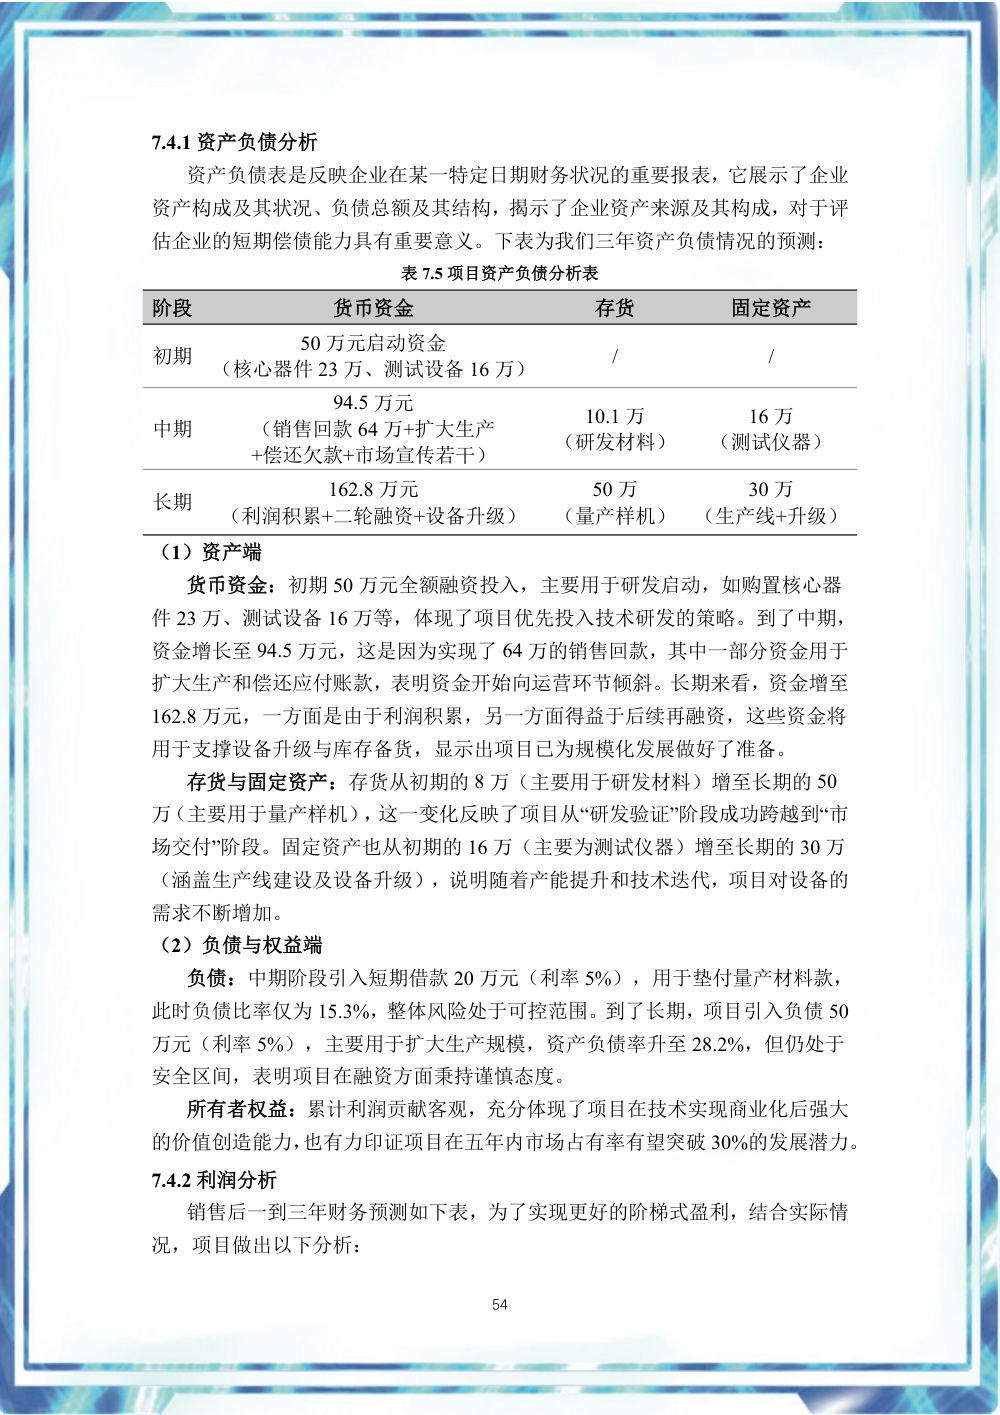 7.4.1 资产负债分析
资产负债表是反映企业在某一特定日期财务状况的重要报表，它展示了企业
资产构成及其状况、负债总额及其结构，揭示了企业资产来源及其构成，对于评
估企业的短期偿债能力具有重要意义。下表为我们三年资产负债情况的预测：
表 7.5 项目资产负债分析表
阶段 货币资金 存货 固定资产
初期 50 万元启动资金 / /
（核心器件 23 万、测试设备 16 万）
94.5 万元
中期 （销售回款 64 万+扩大生产 10.1 万 16 万
+偿还欠款+市场宣传若干） （研发材料） （测试仪器）
长期 162.8 万元 50 万 30 万
（利润积累+二轮融资+设备升级） （量产样机） （生产线+升级）
（1）资产端
货币资金：初期 50 万元全额融资投入，主要用于研发启动，如购置核心器
件 23 万、测试设备 16 万等，体现了项目优先投入技术研发的策略。到了中期，
资金增长至 94.5 万元，这是因为实现了 64 万的销售回款，其中一部分资金用于
扩大生产和偿还应付账款，表明资金开始向运营环节倾斜。长期来看，资金增至
162.8 万元，一方面是由于利润积累，另一方面得益于后续再融资，这些资金将
用于支撑设备升级与库存备货，显示出项目已为规模化发展做好了准备。
存货与固定资产：存货从初期的 8 万（主要用于研发材料）增至长期的 50
万（主要用于量产样机），这一变化反映了项目从“研发验证”阶段成功跨越到“市
场交付”阶段。固定资产也从初期的 16 万（主要为测试仪器）增至长期的 30 万
（涵盖生产线建设及设备升级），说明随着产能提升和技术迭代，项目对设备的
需求不断增加。
（2）负债与权益端
负债：中期阶段引入短期借款 20 万元（利率 5%），用于垫付量产材料款，
此时负债比率仅为 15.3%，整体风险处于可控范围。到了长期，项目引入负债 50
万元（利率 5%），主要用于扩大生产规模，资产负债率升至 28.2%，但仍处于
安全区间，表明项目在融资方面秉持谨慎态度。
所有者权益：累计利润贡献客观，充分体现了项目在技术实现商业化后强大
的价值创造能力，也有力印证项目在五年内市场占有率有望突破 30%的发展潜力。
7.4.2 利润分析
销售后一到三年财务预测如下表，为了实现更好的阶梯式盈利，结合实际情
况，项目做出以下分析：
54